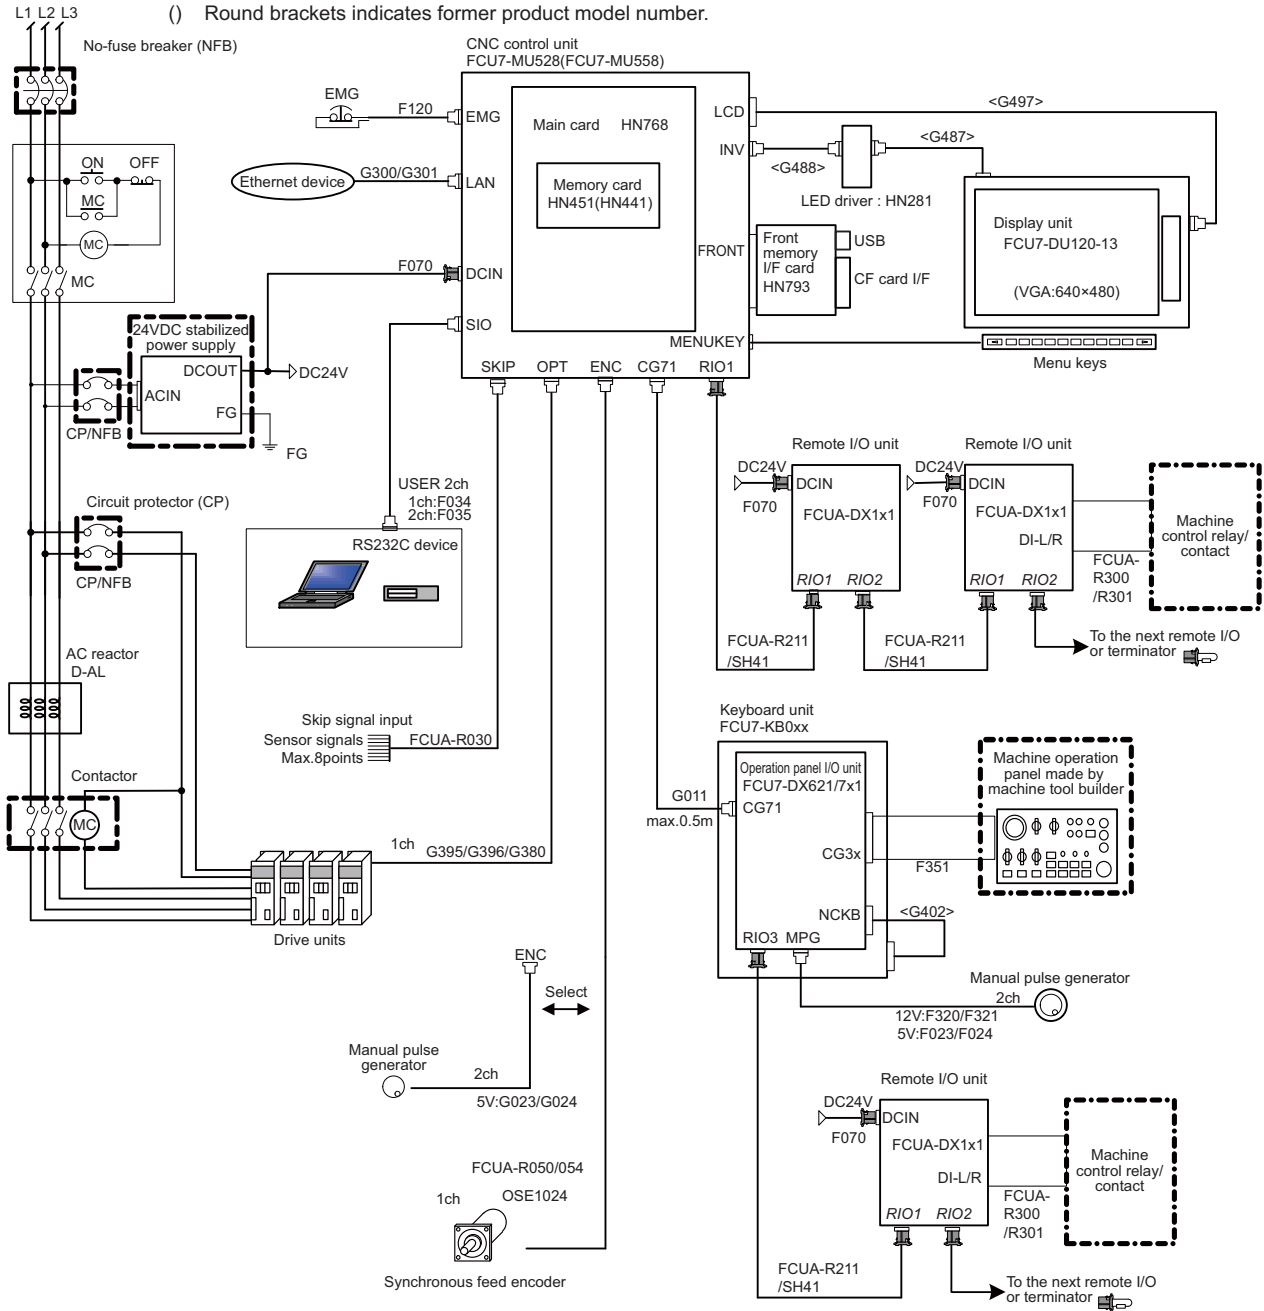 () Round brackets indicates former product model number.
L1 L2 L3
No-fuse breaker (NFB)
CNC control unit
FCU7-MU528(FCU7-MU558)
EMG
F120
EMG
Main card HN768
LCD
<G497>
INV
<G488>
<G487>
LED driver : HN281
ON OFF
MC
MC
MC
Ethernet device
G300/G301
LAN
Memory card
HN451(HN441)
Display unit
FCU7-DU120-13
(VGA:640×480)
FRONT
Front
memory
I/F card
HN793
USB
CF card I/F
F070
DCIN
SIO
MENUKEY
Menu keys
24VDC stabilized
power supply
DCOUT
DC24V
ACIN
FG
FG
CP/NFB
SKIP OPT ENC CG71 RIO1
Remote I/O unit
DC24V
DCIN
F070
FCUA-DX1x1
RIO1 RIO2
Remote I/O unit
DC24V
DCIN
F070
FCUA-DX1x1
DI-L/R
RIO1 RIO2
Machine
control relay/
contact
FCUA-
R300
/R301
USER 2ch
1ch:F034
2ch:F035
RS232C device
Circuit protector (CP)
CP/NFB
FCUA-R211
/SH41
FCUA-R211
/SH41
To the next remote I/O
or terminator
AC reactor
D-AL
Skip signal input
Sensor signals
Max.8points
FCUA-R030
Keyboard unit
FCU7-KB0xx
Operation panel I/O unit
FCU7-DX621/7x1
G011
max.0.5m
CG71
CG3x
F351
Machine operation
panel made by
machine tool builder
NCKB
<G402>
RIO3 MPG
Contactor
MC
1ch
G395/G396/G380
Drive units
ENC
Select
Manual pulse
generator
2ch
5V:G023/G024
Manual pulse generator
2ch
12V:F320/F321
5V:F023/F024
Remote I/O unit
DC24V
DCIN
F070
FCUA-DX1x1
DI-L/R
RIO1 RIO2
Machine
control relay/
contact
FCUA-
R300
/R301
FCUA-R050/054
1ch
OSE1024
Synchronous feed encoder
FCUA-R211
/SH41
To the next remote I/O
or terminator